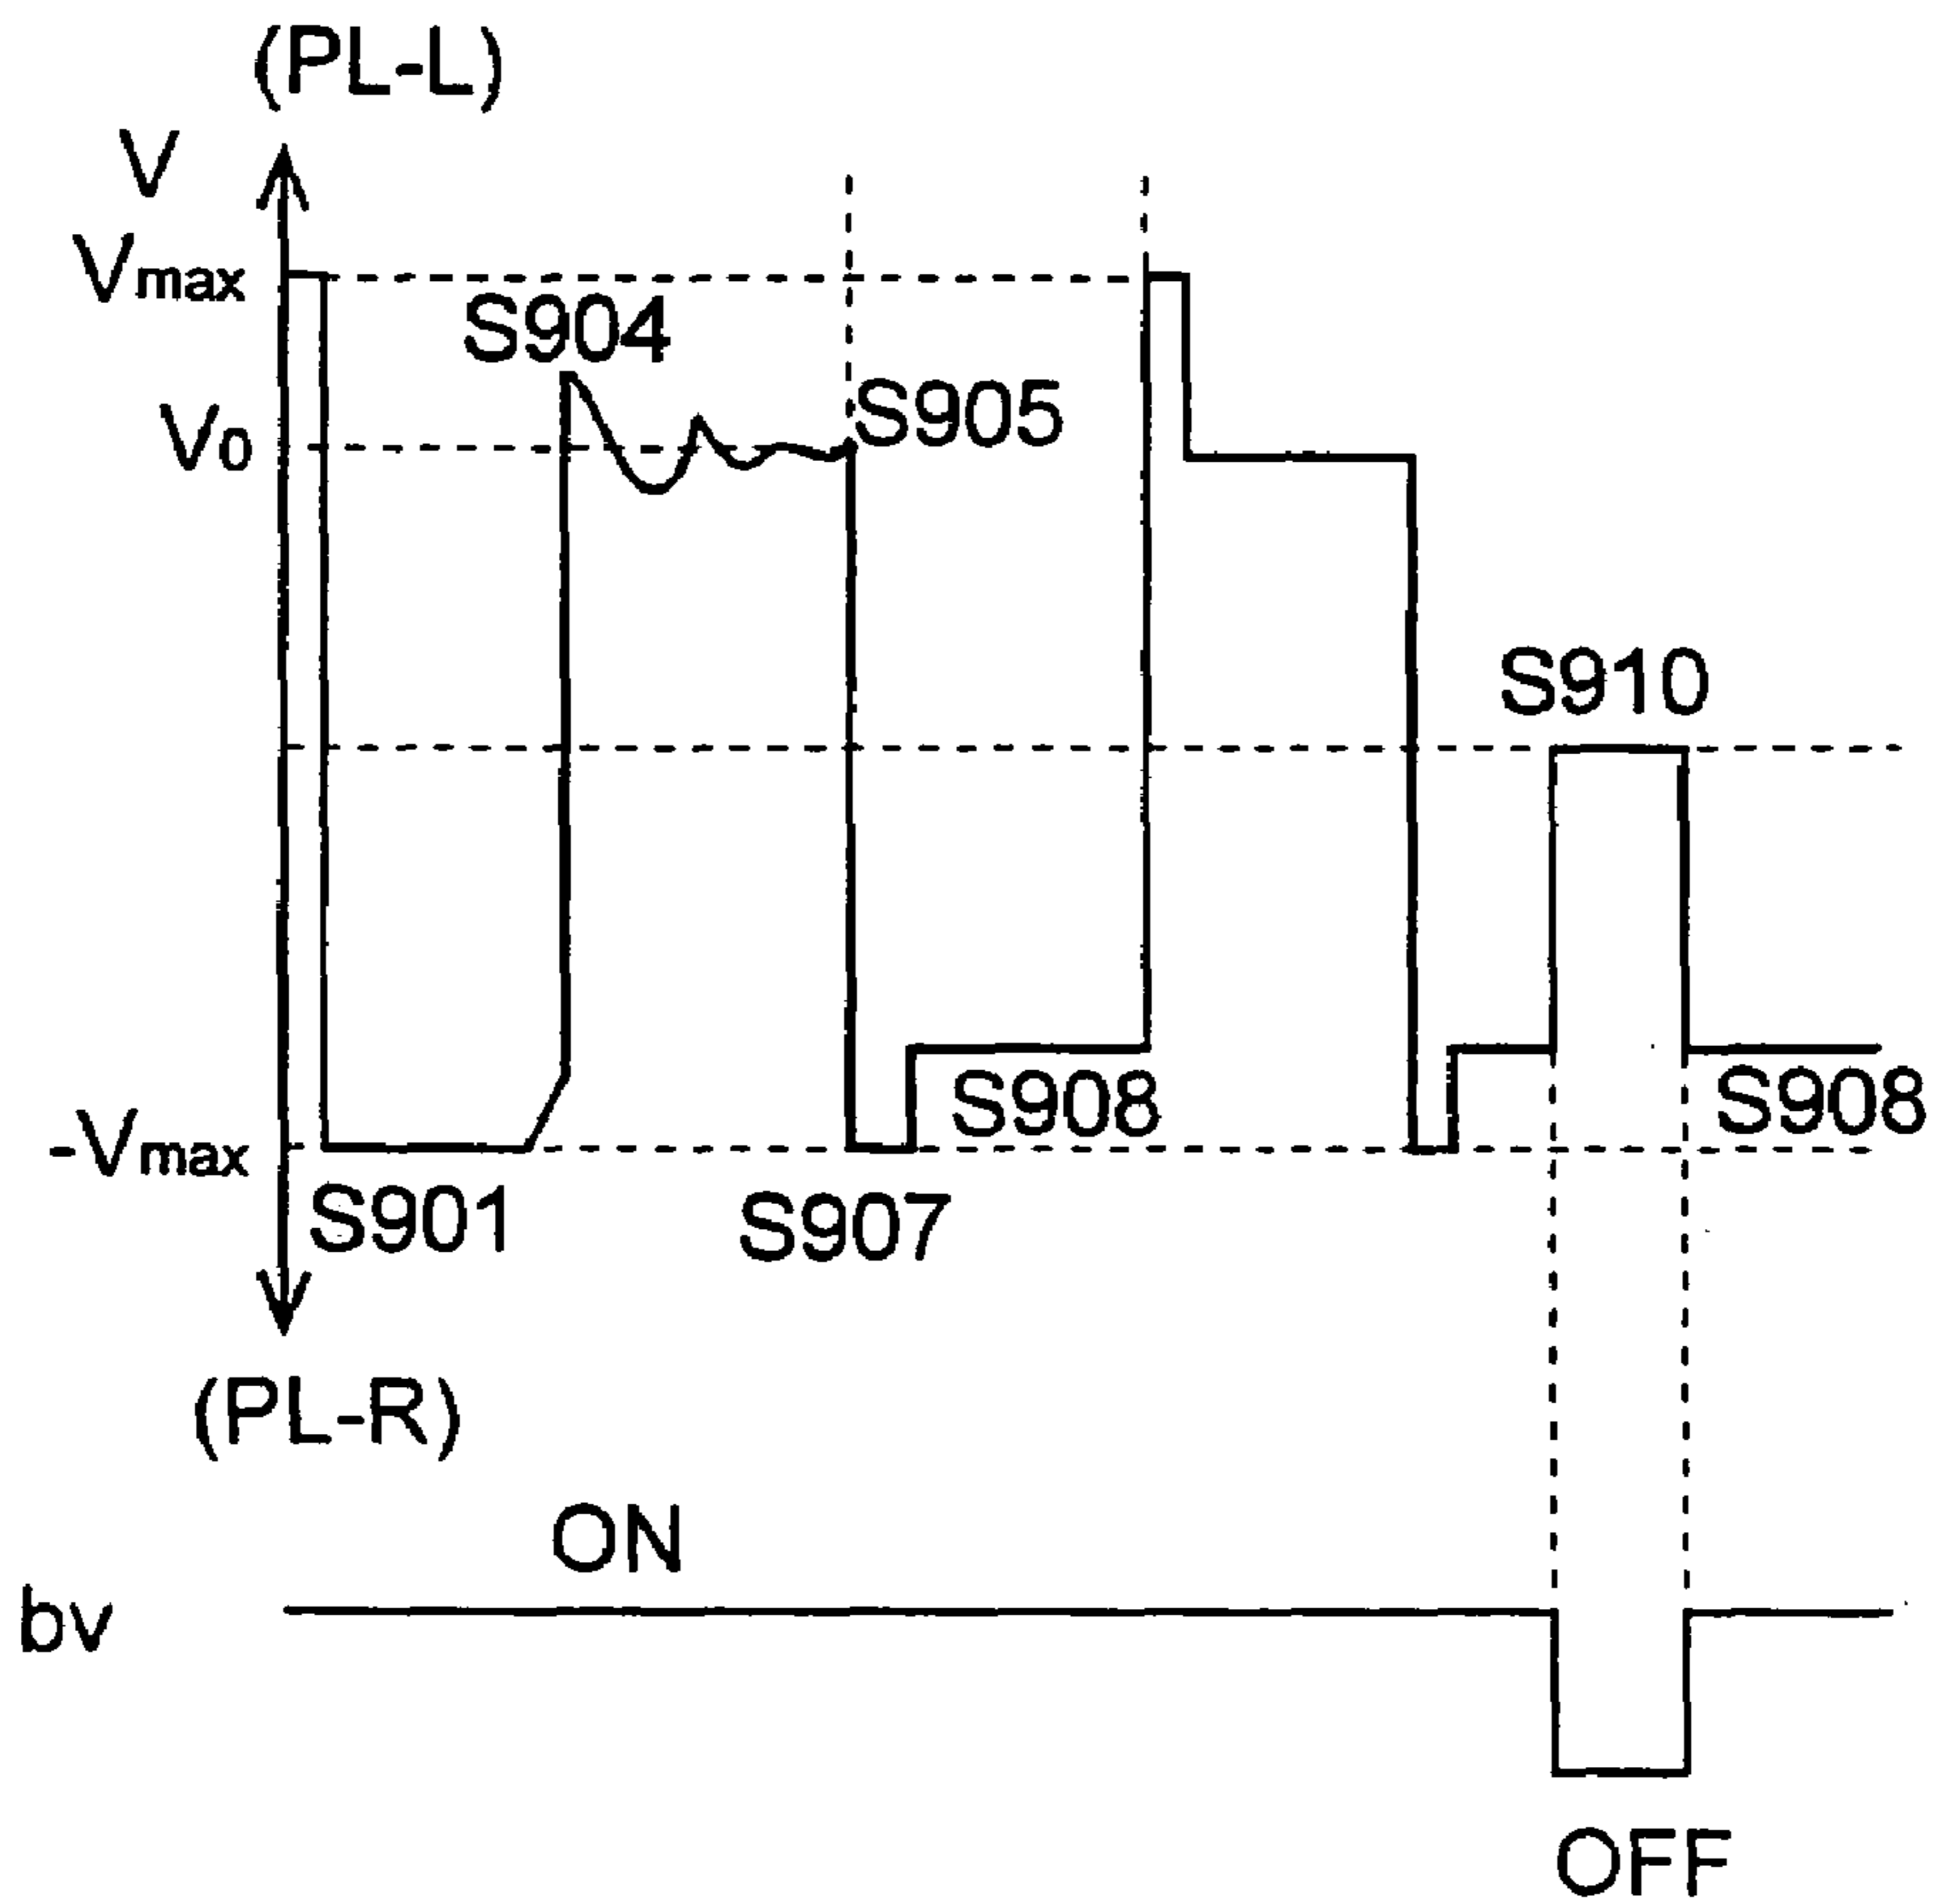 (PL-L)
V
Vmax
S904
V0
S905
S910
S908
S908
-Vmax
S901
S907
(PL-R)
ON
bv
OFF